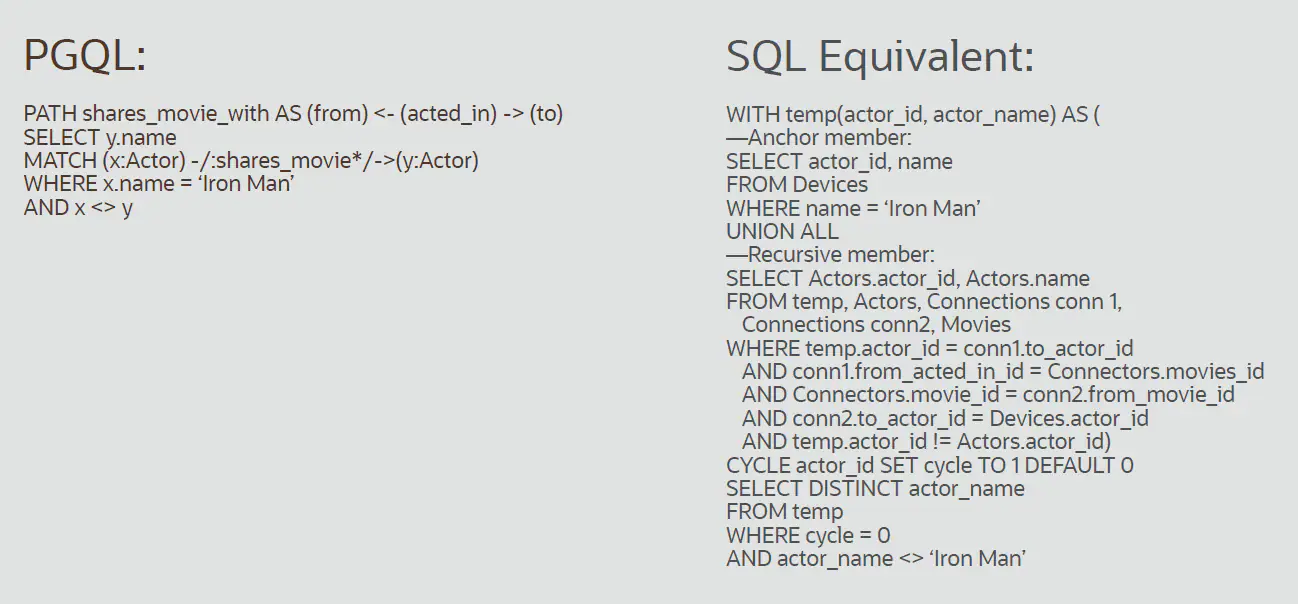 PGQL:
PATH shares_movie_with AS (from) <- (acted_in) -> (to)
SELECT y.name
MATCH (x:Actor) -/:shares_movie*/->(y:Actor)
WHERE x.name = ‘Iron Man’
AND x <> y
SQL Equivalent:
WITH temp(actor_id, actor_name) AS (
—Anchor member:
SELECT actor_id, name
FROM Devices
WHERE name = ‘Iron Man’
UNION ALL
—Recursive member:
SELECT Actors.actor_id, Actors.name
FROM temp, Actors, Connections conn 1,
Connections conn2, Movies
WHERE temp.actor_id = conn1.to_actor_id
AND conn1.from_acted_in_id = Connectors.movies_id
AND Connectors.movie_id = conn2.from_movie_id
AND conn2.to_actor_id = Devices.actor_id
AND temp.actor_id != Actors.actor_id)
CYCLE actor_id SET cycle TO 1 DEFAULT 0
SELECT DISTINCT actor_name
FROM temp
WHERE cycle = 0
AND actor_name <> ‘Iron Man’